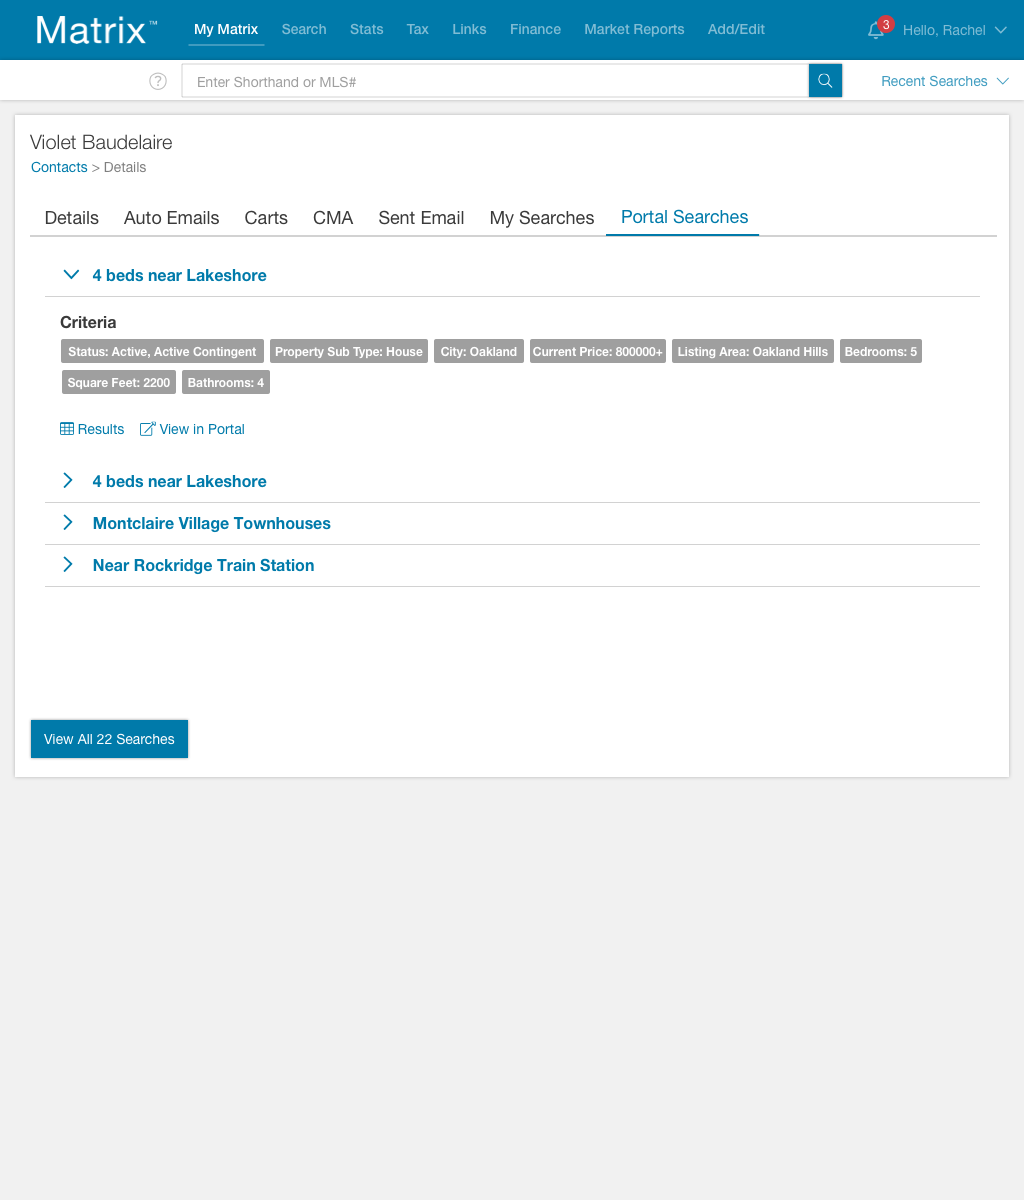 Matrix™ My Matrix Search Stats Tax Links Finance Market Reports Add/Edit 3 Hello, Rachel
? Enter Shorthand or MLS# Recent Searches
Violet Baudelaire
Contacts > Details
Details Auto Emails Carts CMA Sent Email My Searches Portal Searches
4 beds near Lakeshore
Criteria
Status: Active, Active Contingent Property Sub Type: House City: Oakland Current Price: 800000+ Listing Area: Oakland Hills Bedrooms: 5
Square Feet: 2200 Bathrooms: 4
Results View in Portal
4 beds near Lakeshore
Montclaire Village Townhouses
Near Rockridge Train Station
View All 22 Searches